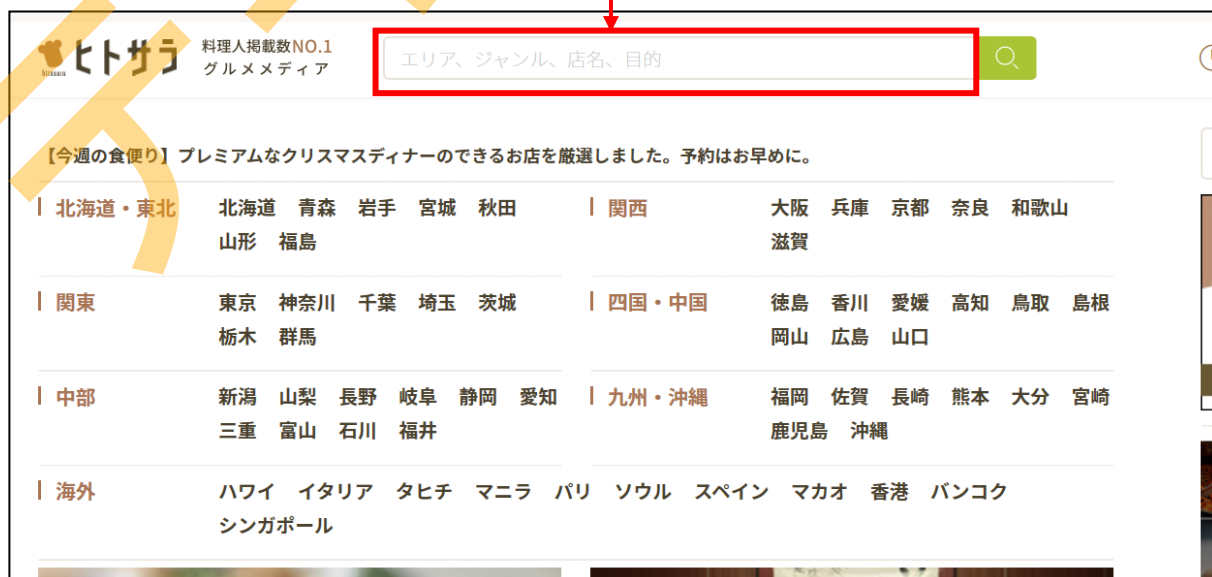 ヒトサラ
料理人掲載数NO.1
グルメメディア
エリア、ジャンル、店名、目的
【今週の食便り】プレミアムなクリスマスディナーのできるお店を厳選しました。予約はお早めに。
北海道・東北 北海道 青森 岩手 宮城 秋田
山形 福島
関西 大阪 兵庫 京都 奈良 和歌山
滋賀
関東 東京 神奈川 千葉 埼玉 茨城
栃木 群馬
四国・中国 徳島 香川 愛媛 高知 鳥取 島根
岡山 広島 山口
中部 新潟 山梨 長野 岐阜 静岡 愛知
三重 富山 石川 福井
九州・沖縄 福岡 佐賀 長崎 熊本 大分 宮崎
鹿児島 沖縄
海外 ハワイ イタリア タヒチ マニラ パリ ソウル スペイン マカオ 香港 バンコク
シンガポール